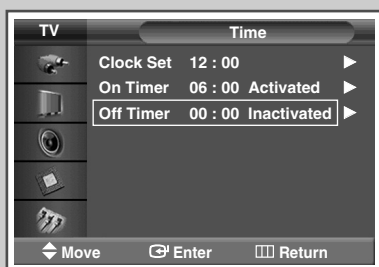 TV Time
Clock Set 12 : 00
On Timer 06 : 00 Activated
Off Timer 00 : 00 Inactivated
Move Enter Return